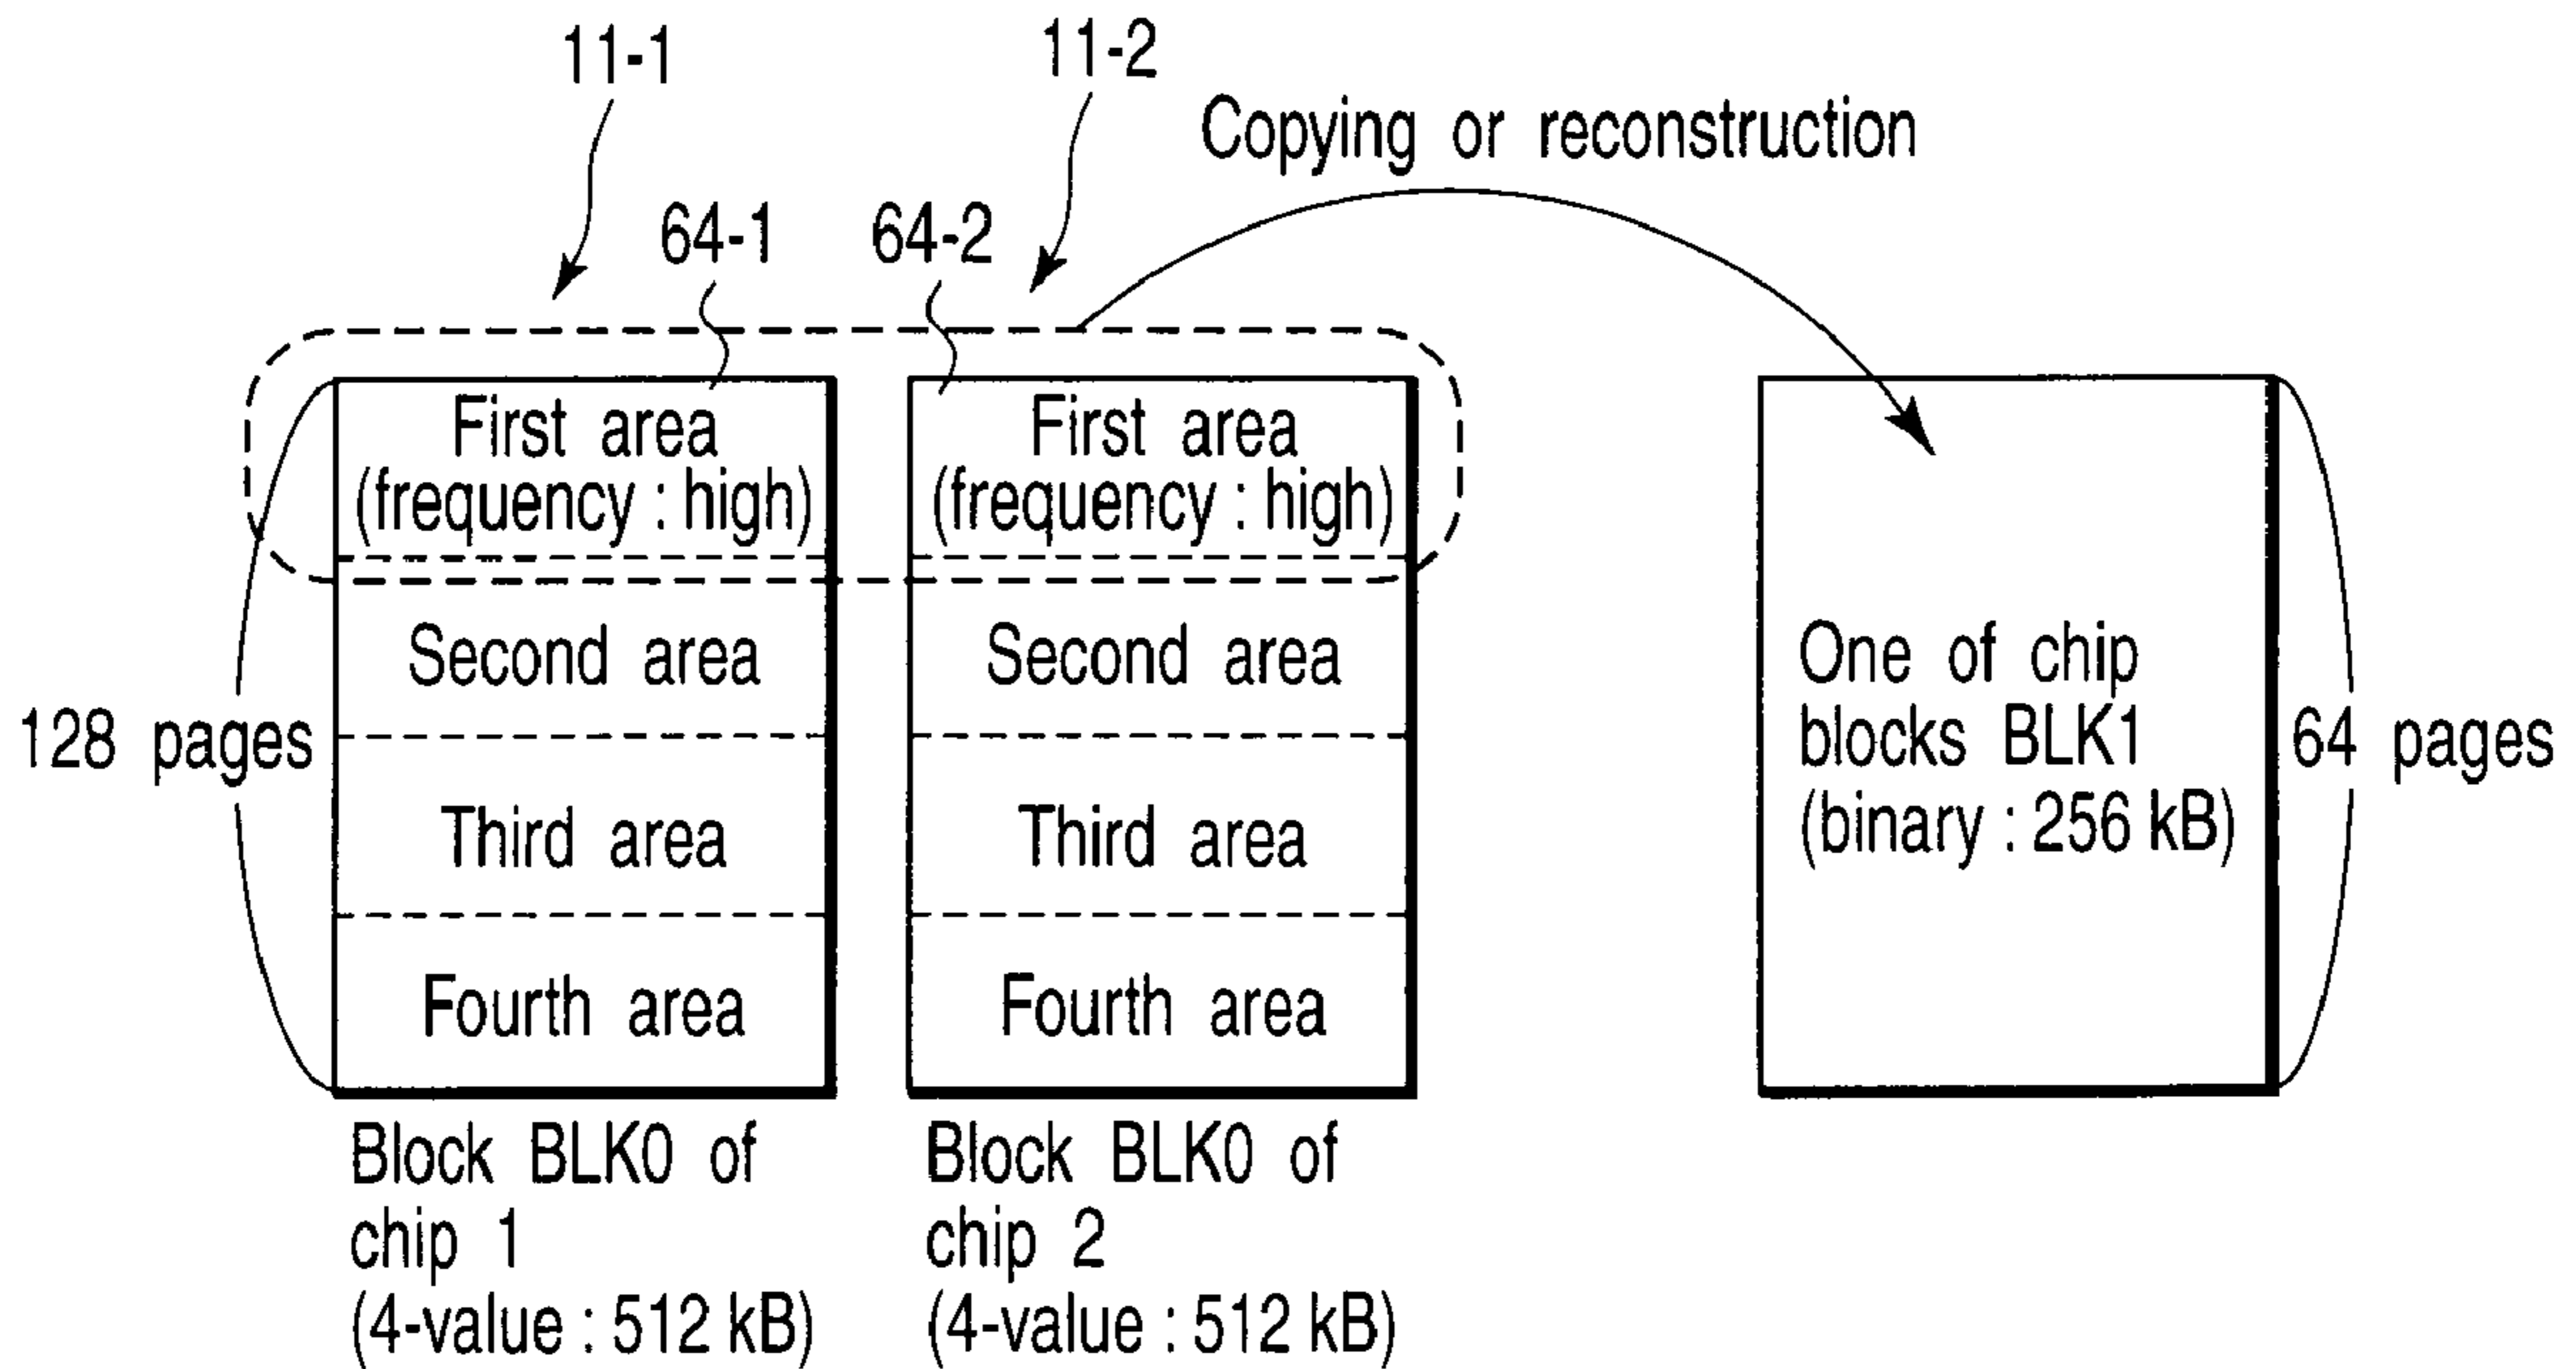 11-1
11-2
Copying or reconstruction
64-1
64-2
First area
(frequency : high)
First area
(frequency : high)
Second area
Second area
128 pages
One of chip
blocks BLK1
(binary : 256 kB)
64 pages
Third area
Third area
Fourth area
Fourth area
Block BLK0 of
chip 1
(4-value : 512 kB)
Block BLK0 of
chip 2
(4-value : 512 kB)